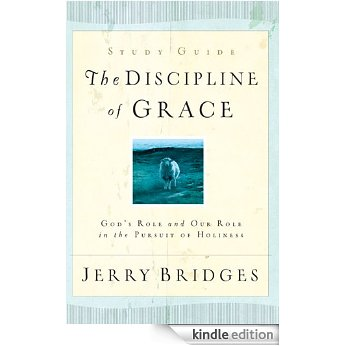 STUDY GUIDE
The DISCIPLINE
of GRACE
GOD'S ROLE and OUR ROLE
in the PURSUIT OF HOLINESS
JERRY BRIDGES
kindle edition